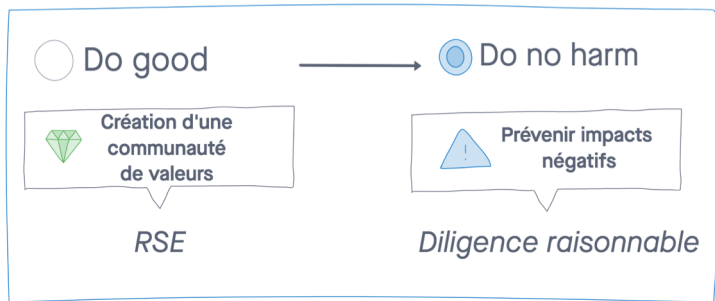 Do good
Do no harm
Création d'une
communauté
de valeurs
Prévenir impacts
négatifs
RSE
Diligence raisonnable